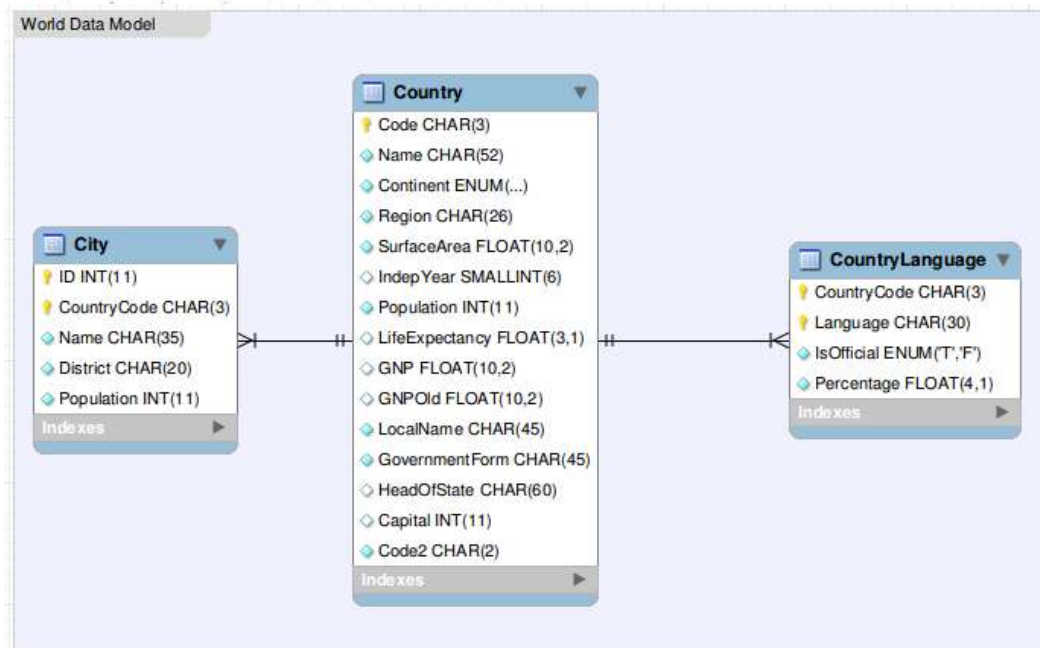 World Data Model
Country
Code CHAR(3)
Name CHAR(52)
Continent ENUM(...)
Region CHAR(26)
SurfaceArea FLOAT(10,2)
IndepYear SMALLINT(6)
Population INT(11)
LifeExpectancy FLOAT(3,1)
GNP FLOAT(10,2)
GNPOld FLOAT(10,2)
LocalName CHAR(45)
GovernmentForm CHAR(45)
HeadOfState CHAR(60)
Capital INT(11)
Code2 CHAR(2)
Indexes
City
ID INT(11)
CountryCode CHAR(3)
Name CHAR(35)
District CHAR(20)
Population INT(11)
Indexes
CountryLanguage
CountryCode CHAR(3)
Language CHAR(30)
IsOfficial ENUM('T','F')
Percentage FLOAT(4,1)
Indexes